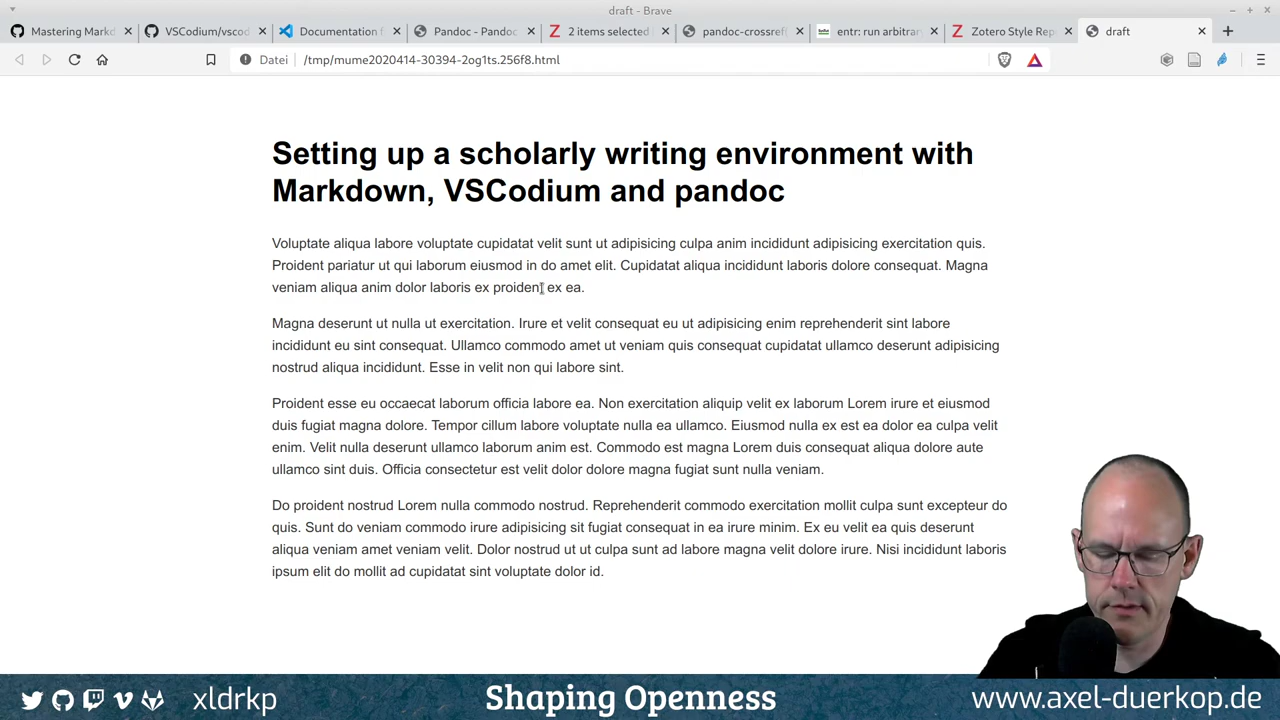 draft - Brave
Mastering Markd
VSCodium/vscod
Documentation f
Pandoc - Pandoc
2 items selected
pandoc-crossref
entr: run arbitrary
Zotero Style Rep
draft
Datei /tmp/mume2020414-30394-2og1ts.256f8.html
Setting up a scholarly writing environment with
Markdown, VSCodium and pandoc
Voluptate aliqua labore voluptate cupidatat velit sunt ut adipisicing culpa anim incididunt adipisicing exercitation quis.
Proident pariatur ut qui laborum eiusmod in do amet elit. Cupidatat aliqua incididunt laboris dolore consequat. Magna
veniam aliqua anim dolor laboris ex proident ex ea.
Magna deserunt ut nulla ut exercitation. Irure et velit consequat eu ut adipisicing enim reprehenderit sint labore
incididunt eu sint consequat. Ullamco commodo amet ut veniam quis consequat cupidatat ullamco deserunt adipisicing
nostrud aliqua incididunt. Esse in velit non qui labore sint.
Proident esse eu occaecat laborum officia labore ea. Non exercitation aliquip velit ex laborum Lorem irure et eiusmod
duis fugiat magna dolore. Tempor cillum labore voluptate nulla ea ullamco. Eiusmod nulla ex est ea dolor ea culpa velit
enim. Velit nulla deserunt ullamco laborum anim est. Commodo est magna Lorem duis consequat aliqua dolore aute
ullamco sint duis. Officia consectetur est velit dolor dolore magna fugiat sunt nulla veniam.
Do proident nostrud Lorem nulla commodo nostrud. Reprehenderit commodo exercitation mollit culpa sunt excepteur do
quis. Sunt do veniam commodo irure adipisicing sit fugiat consequat in ea irure minim. Ex eu velit ea quis deserunt
aliqua veniam amet veniam velit. Dolor nostrud ut ut culpa sunt ad labore magna velit dolore irure. Nisi incididunt laboris
ipsum elit do mollit ad cupidatat sint voluptate dolor id.
xldrkp
Shaping Openness
www.axel-duerkop.de